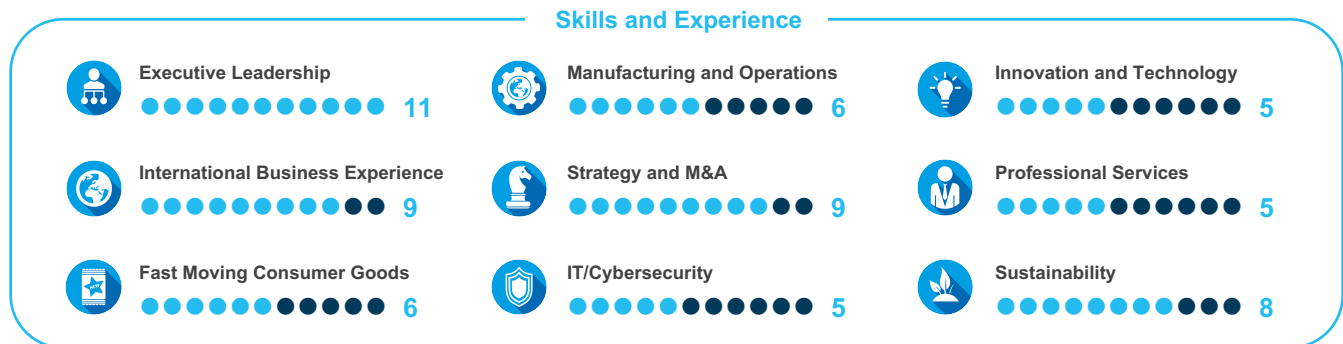 Skills and Experience
Executive Leadership
11
Manufacturing and Operations
6
Innovation and Technology
5
International Business Experience
9
Strategy and M&A
9
Professional Services
5
Fast Moving Consumer Goods
6
IT/Cybersecurity
5
Sustainability
8